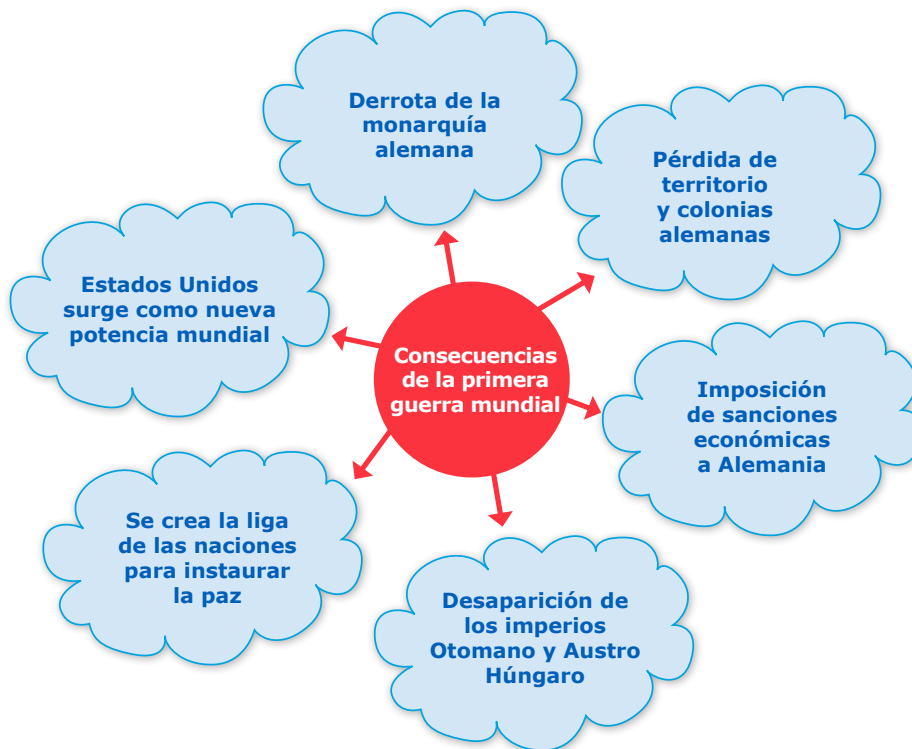 Derrota de la
monarquía
alemana
Pérdida de
territorio
y colonias
alemanas
Estados Unidos
surge como nueva
potencia mundial
Consecuencias
de la primera
guerra mundial
Imposición
de sanciones
económicas
a Alemania
Se crea la liga
de las naciones
para instaurar
la paz
Desaparición de
los imperios
Otomano y Austro
Húngaro